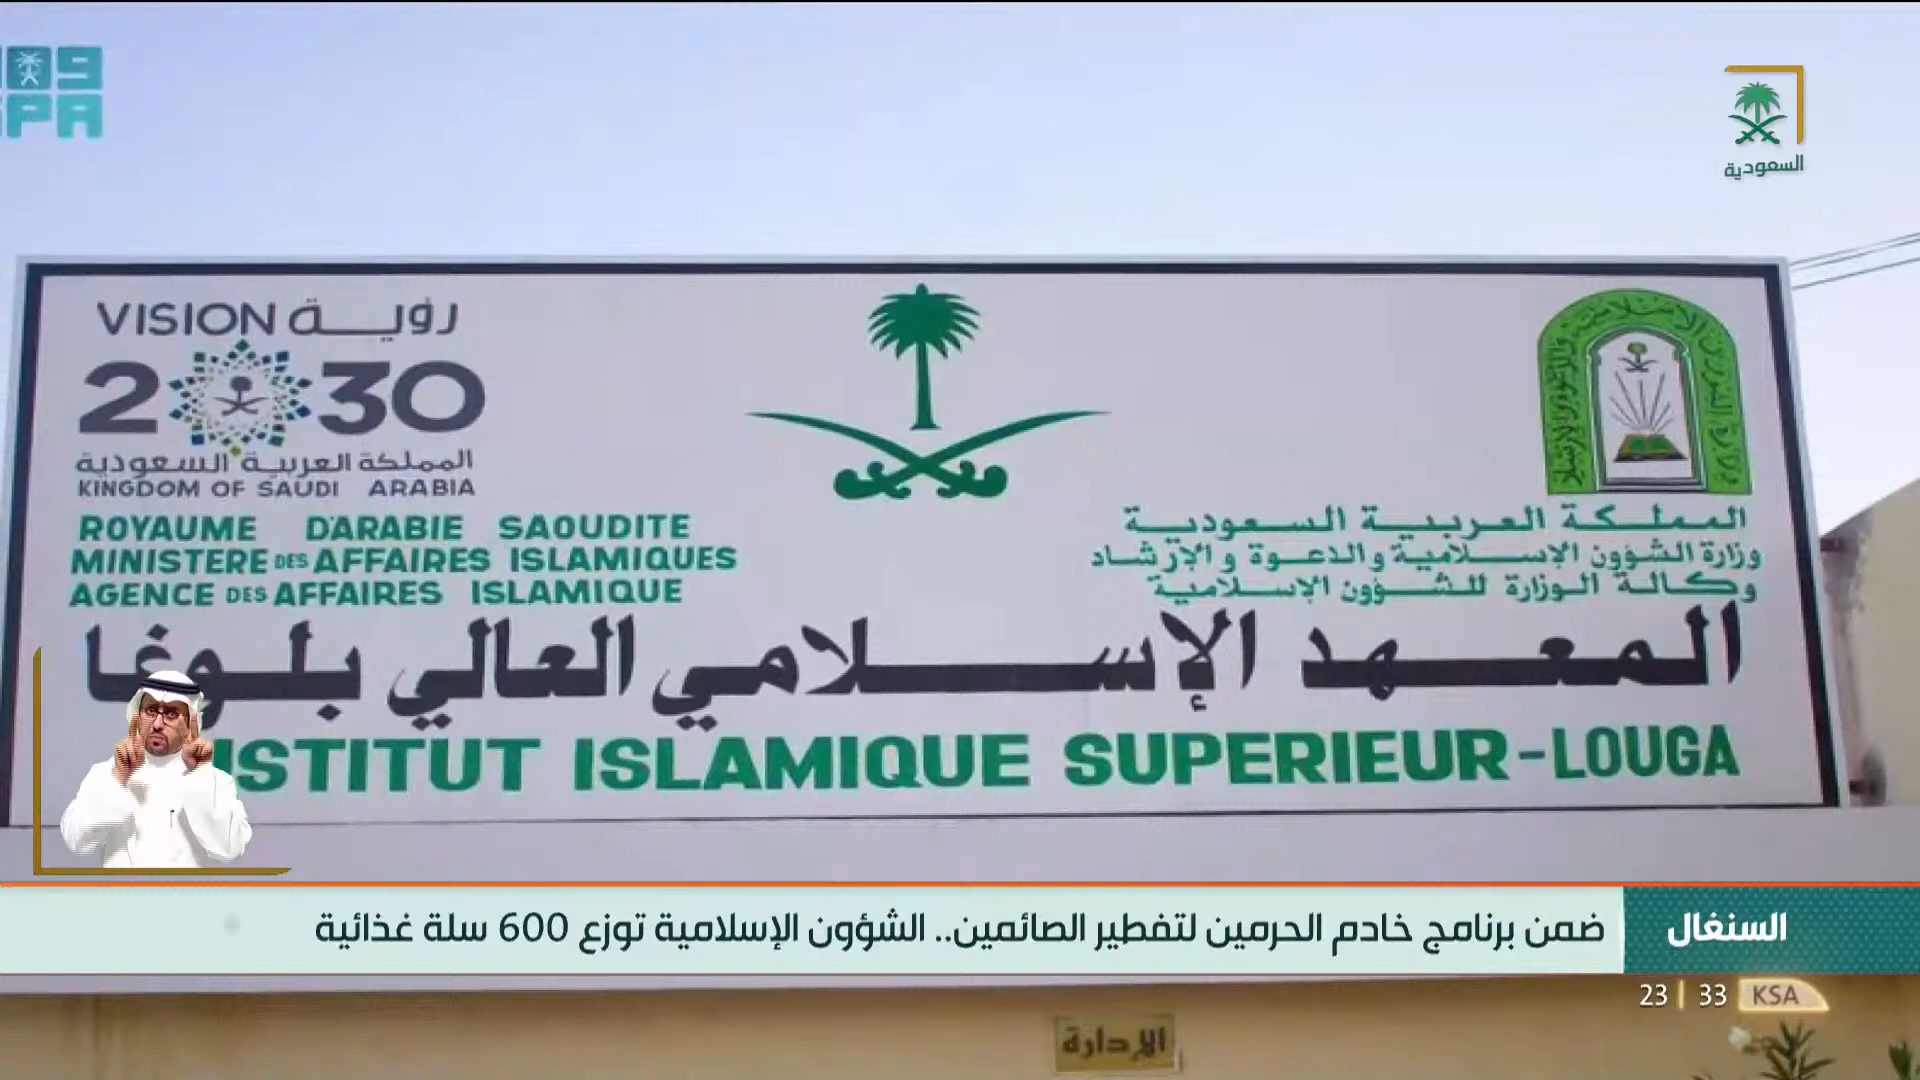 السعودية
VISION رؤيـــة
2030
المملكة العربية السعودية
KINGDOM OF SAUDI ARABIA
ROYAUME D'ARABIE SAOUDITE
MINISTERE DES AFFAIRES ISLAMIQUES
AGENCE DES AFFAIRES ISLAMIQUE
المملكة العربية السعودية
وزارة الشؤون الإسلامية والدعوة والإرشاد
وكالة الوزارة للشؤون الإسلامية
المعهد الإسلامي العالي بلوغا
NSTITUT ISLAMIQUE SUPERIEUR-LOUGA
السنغال
ضمن برنامج خادم الحرمين لتفطير الصائمين.. الشؤون الإسلامية توزع 600 سلة غذائية
23 | 33 KSA
الإدارة